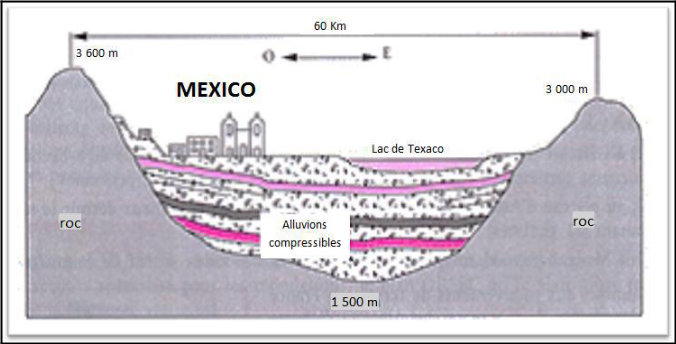 60 Km
3 600 m
O E
MEXICO
3 000 m
Lac de Texaco
roc
Alluvions
compressibles
roc
1 500 m